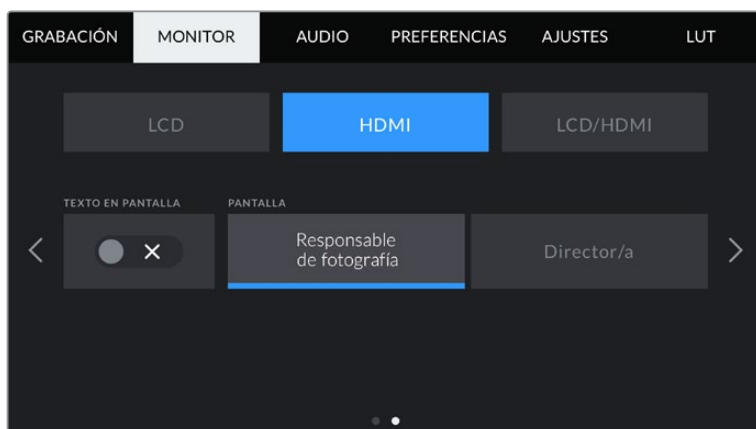 GRABACIÓN MONITOR AUDIO PREFERENCIAS AJUSTES LUT
LCD HDMI LCD/HDMI
TEXTO EN PANTALLA PANTALLA
Responsable
de fotografía
Director/a